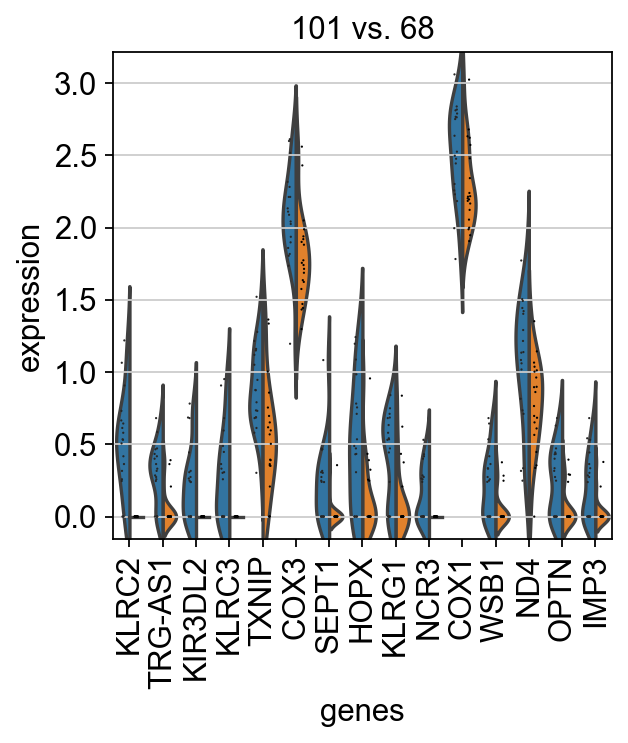 101 vs. 68
3.0
2.5
2.0
1.5
1.0
0.5
0.0
expression
KLRC2
TRG-AS1
KIR3DL2
KLRC3
TXNIP
COX3
SEPT1
HOPX
KLRG1
NCR3
COX1
WSB1
ND4
OPTN
IMP3
genes